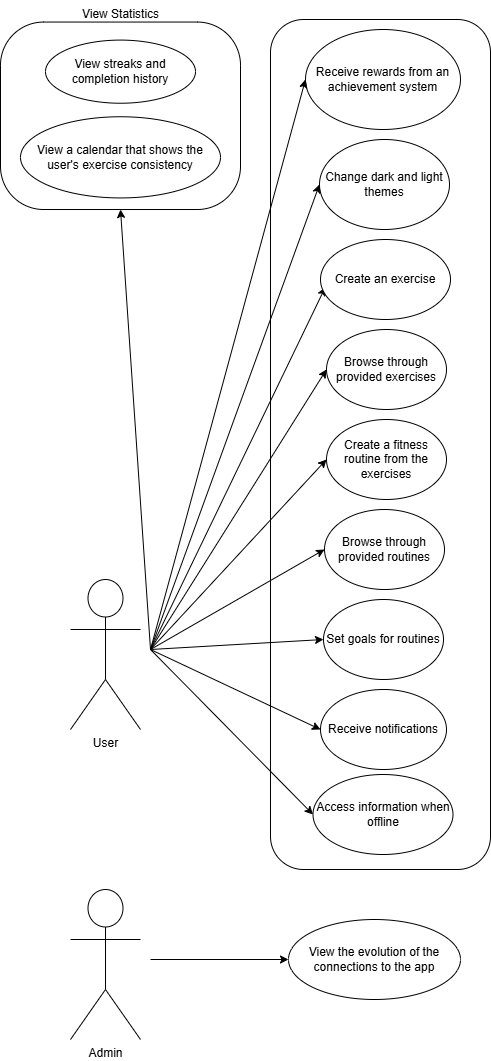 View Statistics
View streaks and
completion history
View a calendar that shows the
user's exercise consistency
Receive rewards from an
achievement system
Change dark and light
themes
Create an exercise
Browse through
provided exercises
Create a fitness
routine from the
exercises
Browse through
provided routines
Set goals for routines
Receive notifications
Access information when
offline
User
View the evolution of the
connections to the app
Admin